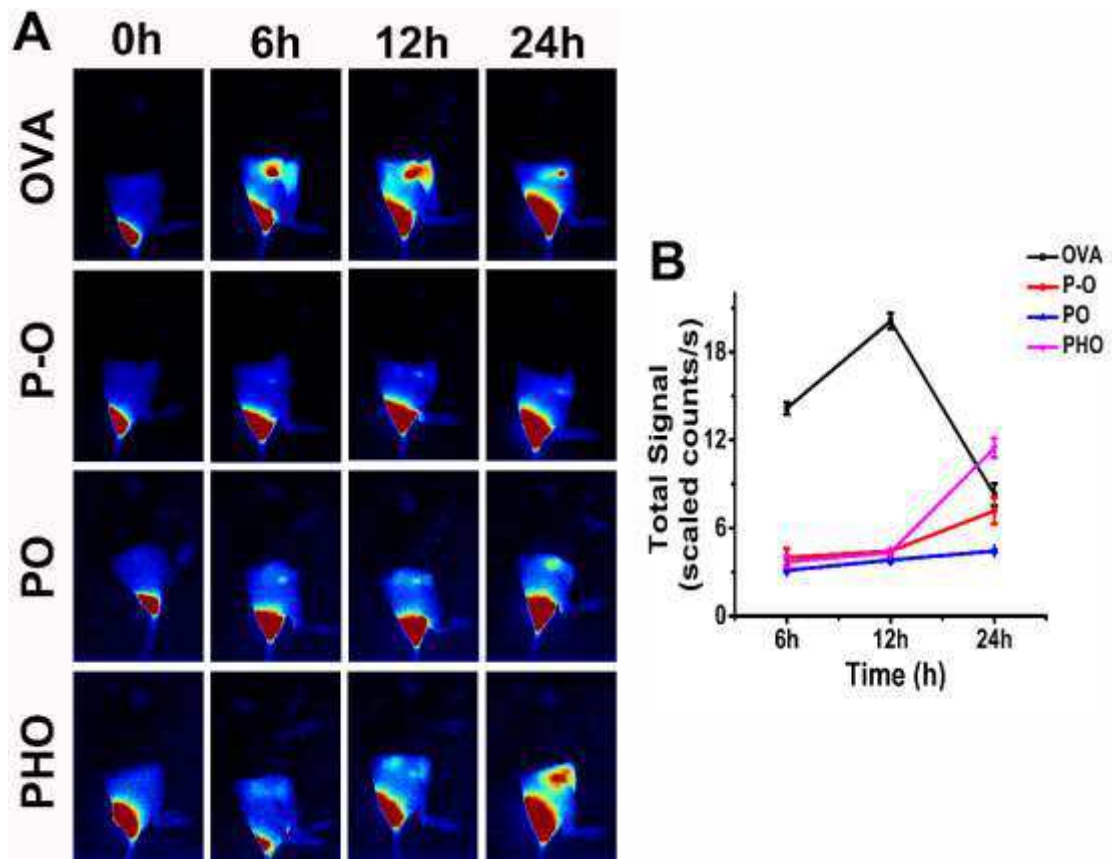 A 0h 6h 12h 24h
OVA
P-O
PO
PHO
B
OVA
P-O
PO
PHO
Total Signal
(scaled counts/s)
18
12
6
0
6h 12h 24h
Time (h)